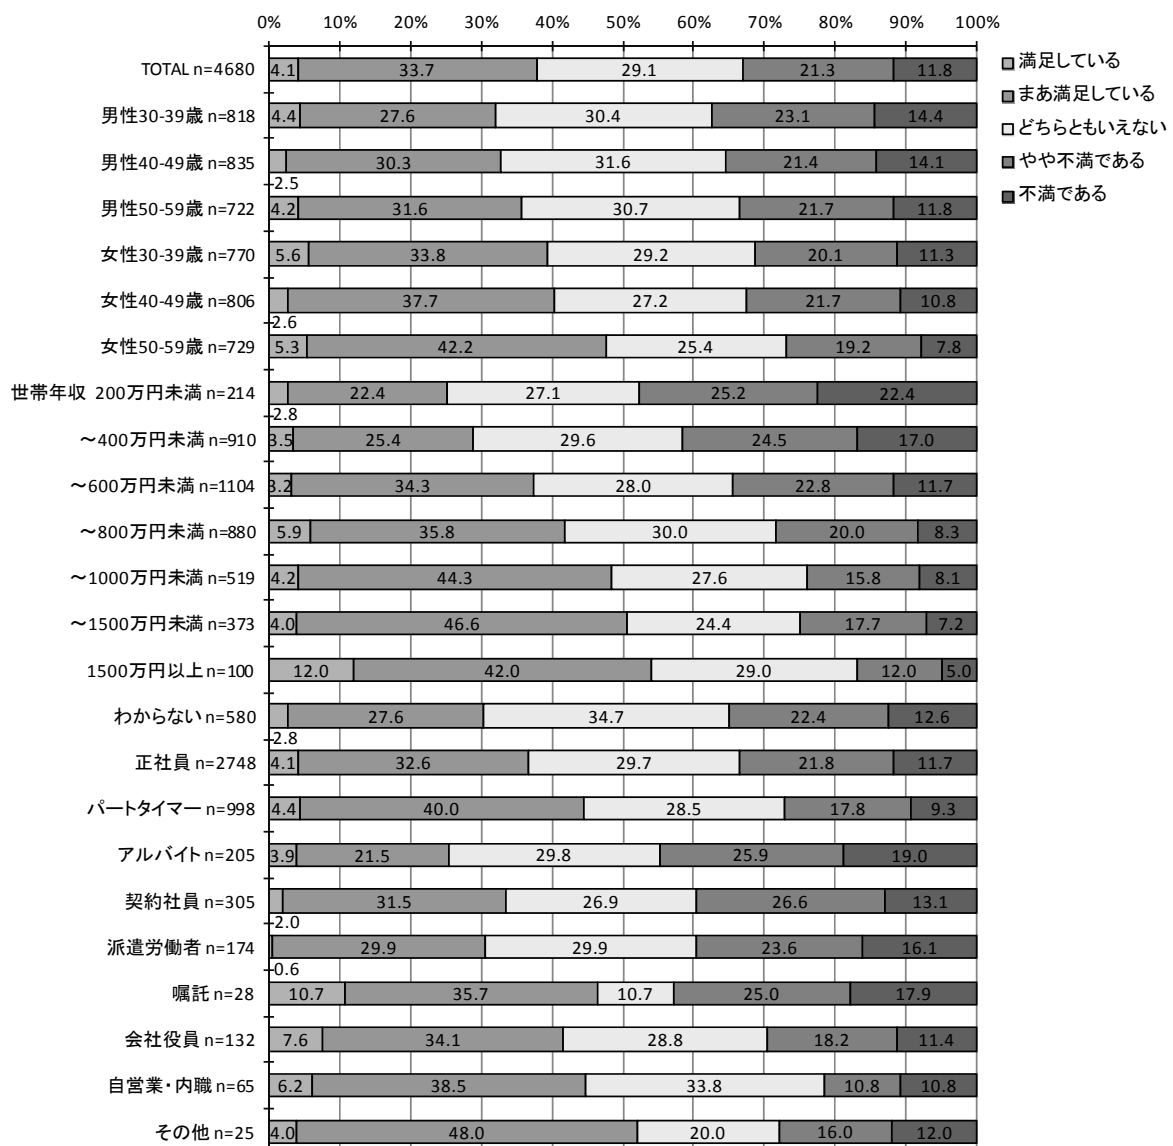 0% 10% 20% 30% 40% 50% 60% 70% 80% 90% 100%
TOTAL n=4680 4.1 33.7 29.1 21.3 11.8
男性30-39歳 n=818 4.4 27.6 30.4 23.1 14.4
男性40-49歳 n=835 30.3 31.6 21.4 14.1
2.5
男性50-59歳 n=722 4.2 31.6 30.7 21.7 11.8
女性30-39歳 n=770 5.6 33.8 29.2 20.1 11.3
女性40-49歳 n=806 37.7 27.2 21.7 10.8
2.6
女性50-59歳 n=729 5.3 42.2 25.4 19.2 7.8
世帯年収 200万円未満 n=214 22.4 27.1 25.2 22.4
2.8
～400万円未満 n=910 3.5 25.4 29.6 24.5 17.0
～600万円未満 n=1104 3.2 34.3 28.0 22.8 11.7
～800万円未満 n=880 5.9 35.8 30.0 20.0 8.3
～1000万円未満 n=519 4.2 44.3 27.6 15.8 8.1
～1500万円未満 n=373 4.0 46.6 24.4 17.7 7.2
1500万円以上 n=100 12.0 42.0 29.0 12.0 5.0
わからない n=580 27.6 34.7 22.4 12.6
2.8
正社員 n=2748 4.1 32.6 29.7 21.8 11.7
パートタイマー n=998 4.4 40.0 28.5 17.8 9.3
アルバイト n=205 3.9 21.5 29.8 25.9 19.0
契約社員 n=305 31.5 26.9 26.6 13.1
2.0
派遣労働者 n=174 29.9 29.9 23.6 16.1
0.6
嘱託 n=28 10.7 35.7 10.7 25.0 17.9
会社役員 n=132 7.6 34.1 28.8 18.2 11.4
自営業・内職 n=65 6.2 38.5 33.8 10.8 10.8
その他 n=25 4.0 48.0 20.0 16.0 12.0
満足している
まあ満足している
どちらともいえない
やや不満である
不満である